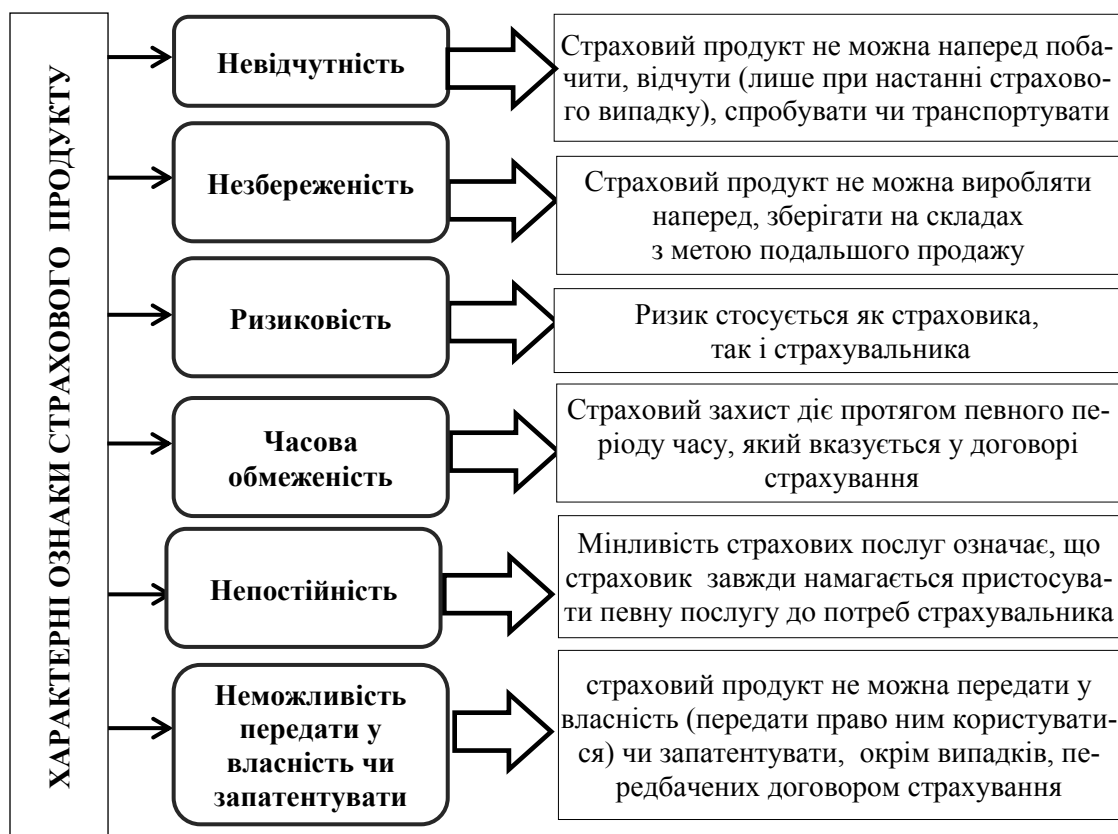 ХАРАКТЕРНІ ОЗНАКИ СТРАХОВОГО ПРОДУКТУ
Невідчутність
Страховий продукт не можна наперед поба-
чити, відчути (лише при настанні страхово-
го випадку), спробувати чи транспортувати
Незбереженість
Страховий продукт не можна виробляти
наперед, зберігати на складах
з метою подальшого продажу
Ризиковість
Ризик стосується як страховика,
так і страхувальника
Часова
обмеженість
Страховий захист діє протягом певного пе-
ріоду часу, який вказується у договорі
страхування
Непостійність
Мінливість страхових послуг означає, що
страховик завжди намагається пристосува-
ти певну послугу до потреб страхувальника
Неможливість
передати у
власність чи
запатентувати
страховий продукт не можна передати у
власність (передати право ним користувати-
ся) чи запатентувати, окрім випадків, пе-
редбачених договором страхування